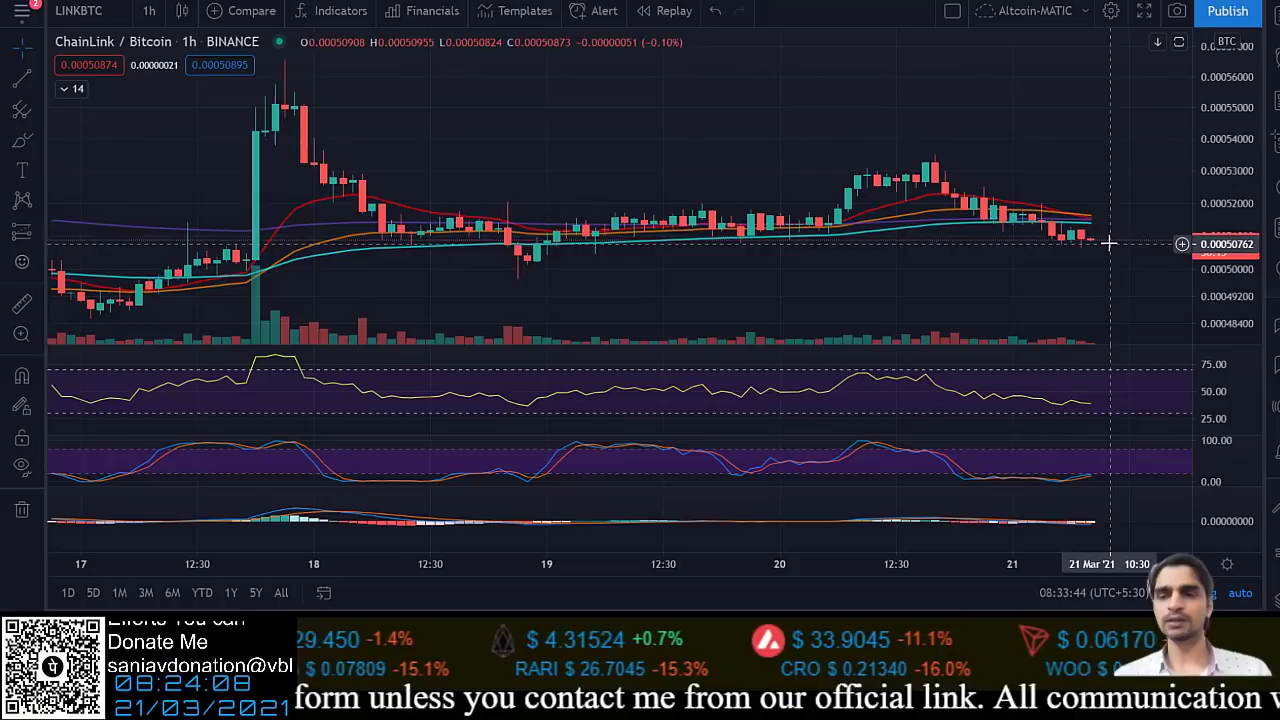 2
LINKBTC 1h Compare Indicators Financials Templates Alert Replay Altcoin-MATIC Publish
ChainLink / Bitcoin · 1h · BINANCE O0.00050908 H0.00050955 L0.00050824 C0.00050873 -0.00000051 (-0.10%)
BTC
0.00050874 0.00000021 0.00050895
14
0.00056000
0.00055000
0.00054000
0.00053000
0.00052000
0.00050762
0.00050000
0.00049200
0.00048400
75.00
50.00
25.00
100.00
0.00
0.00000000
17 12:30 18 12:30 19 12:30 20 12:30 21 21 Mar '21 10:30
1D 5D 1M 3M 6M YTD 1Y 5Y All 08:33:44 (UTC+5:30) auto
Efforts You can
Donate Me
sanjaydonation@vbl
08:24:08
21/03/2021
29.450 -1.4% $ 4.31524 +0.7% $ 33.9045 -11.1% $ 0.06170
$ 0.07809 -15.1% RARI $ 26.7045 -15.3% CRO $ 0.21340 -16.0% WOO $
form unless you contact me from our official link. All communication